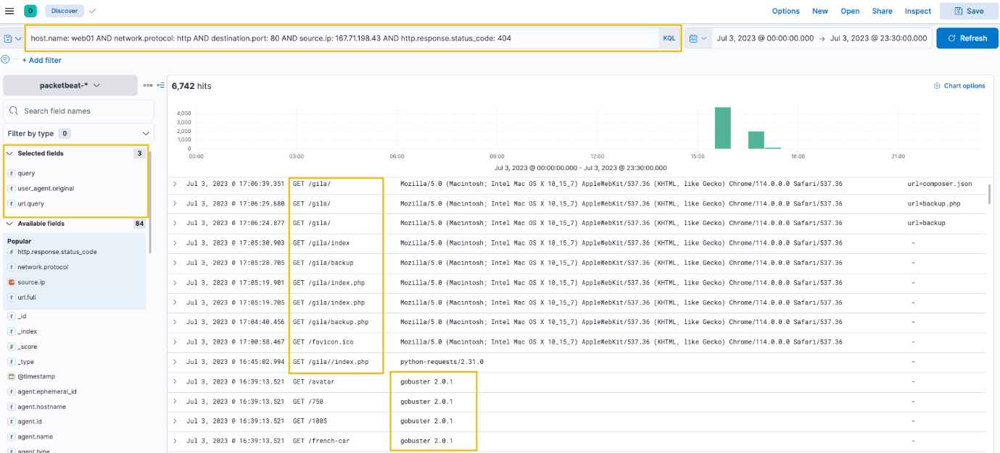 D Discover Options New Open Share Inspect Save
host.name: web01 AND network.protocol: http AND destination.port: 80 AND source.ip: 167.71.198.43 AND http.response.status_code: 404 KQL Jul 3, 2023 @ 00:00:00.000 → Jul 3, 2023 @ 23:30:00.000 Refresh
+ Add filter
packetbeat-*
Search field names
Filter by type 0
Selected fields 3
t query
t user_agent.original
t url.query
Available fields 84
Popular
# http.response.status_code
t network.protocol
IP source.ip
t url.full
t _id
t _index
# _score
t _type
@timestamp
t agent.ephemeral_id
t agent.hostname
t agent.id
t agent.name
t agent.type
6,742 hits Chart options
4,000
3,000
2,000
1,000
0
00:00 03:00 06:00 09:00 12:00 15:00 18:00 21:00
Jul 3, 2023 @ 00:00:00.000 - Jul 3, 2023 @ 23:30:00.000
Jul 3, 2023 @ 17:06:39.351 GET /gila/ Mozilla/5.0 (Macintosh; Intel Mac OS X 10_15_7) AppleWebKit/537.36 (KHTML, like Gecko) Chrome/114.0.0.0 Safari/537.36 url=composer.json
Jul 3, 2023 @ 17:06:29.680 GET /gila/ Mozilla/5.0 (Macintosh; Intel Mac OS X 10_15_7) AppleWebKit/537.36 (KHTML, like Gecko) Chrome/114.0.0.0 Safari/537.36 url=backup.php
Jul 3, 2023 @ 17:06:24.877 GET /gila/ Mozilla/5.0 (Macintosh; Intel Mac OS X 10_15_7) AppleWebKit/537.36 (KHTML, like Gecko) Chrome/114.0.0.0 Safari/537.36 url=backup
Jul 3, 2023 @ 17:05:30.903 GET /gila/index Mozilla/5.0 (Macintosh; Intel Mac OS X 10_15_7) AppleWebKit/537.36 (KHTML, like Gecko) Chrome/114.0.0.0 Safari/537.36 -
Jul 3, 2023 @ 17:05:28.705 GET /gila/backup Mozilla/5.0 (Macintosh; Intel Mac OS X 10_15_7) AppleWebKit/537.36 (KHTML, like Gecko) Chrome/114.0.0.0 Safari/537.36 -
Jul 3, 2023 @ 17:05:19.901 GET /gila/index.php Mozilla/5.0 (Macintosh; Intel Mac OS X 10_15_7) AppleWebKit/537.36 (KHTML, like Gecko) Chrome/114.0.0.0 Safari/537.36 -
Jul 3, 2023 @ 17:05:19.705 GET /gila/index.php Mozilla/5.0 (Macintosh; Intel Mac OS X 10_15_7) AppleWebKit/537.36 (KHTML, like Gecko) Chrome/114.0.0.0 Safari/537.36 -
Jul 3, 2023 @ 17:04:40.456 GET /gila/backup.php Mozilla/5.0 (Macintosh; Intel Mac OS X 10_15_7) AppleWebKit/537.36 (KHTML, like Gecko) Chrome/114.0.0.0 Safari/537.36 -
Jul 3, 2023 @ 17:00:58.467 GET /favicon.ico Mozilla/5.0 (Macintosh; Intel Mac OS X 10_15_7) AppleWebKit/537.36 (KHTML, like Gecko) Chrome/114.0.0.0 Safari/537.36 -
Jul 3, 2023 @ 16:45:02.994 GET /gila//index.php python-requests/2.31.0 -
Jul 3, 2023 @ 16:39:13.521 GET /avatar gobuster 2.0.1 -
Jul 3, 2023 @ 16:39:13.521 GET /750 gobuster 2.0.1 -
Jul 3, 2023 @ 16:39:13.521 GET /1005 gobuster 2.0.1 -
Jul 3, 2023 @ 16:39:13.521 GET /french-car gobuster 2.0.1 -